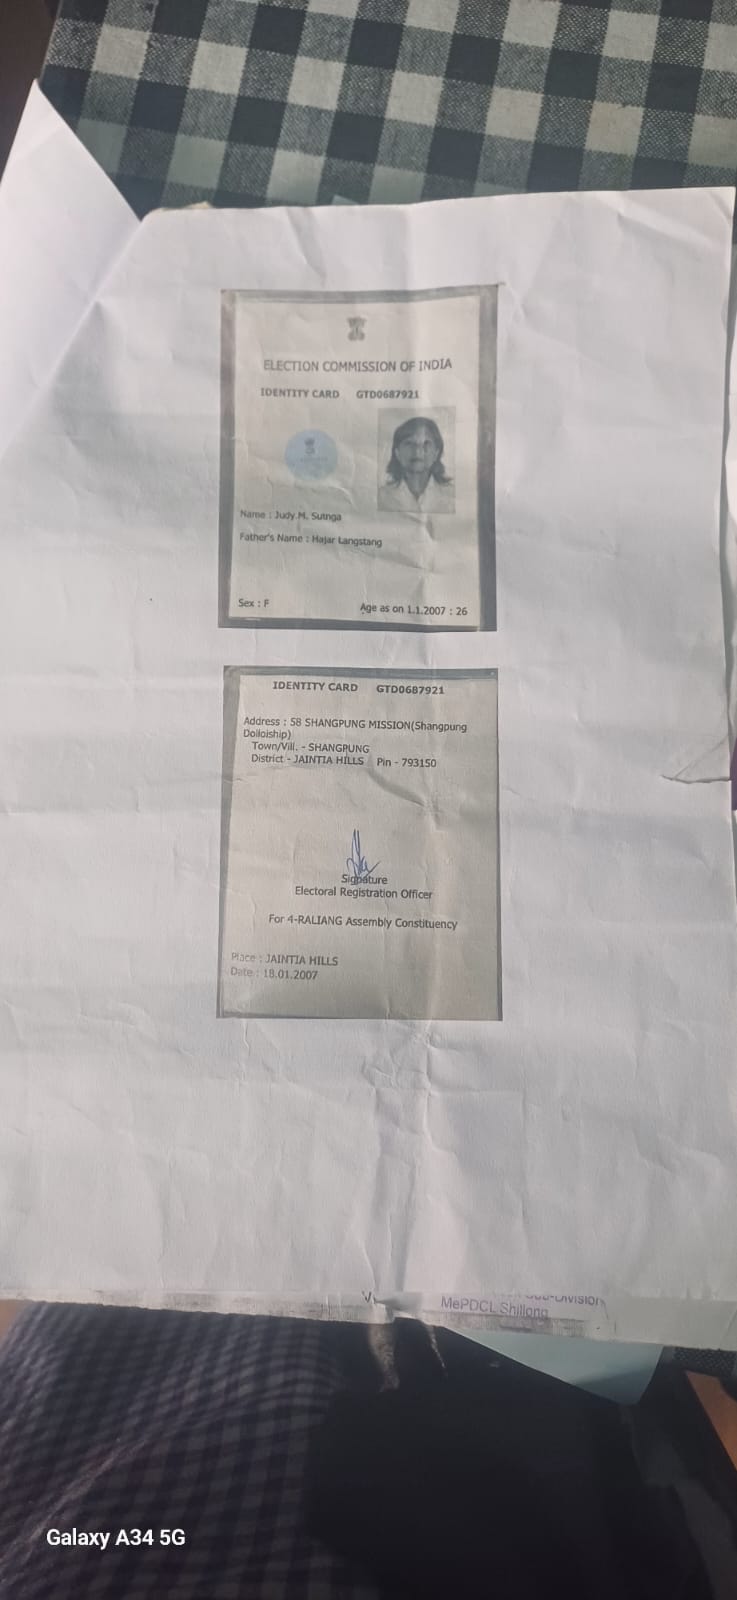 ELECTION COMMISSION OF INDIA
IDENTITY CARD GTD0687921
Name : Judy.M. Sutnga
Father's Name : Hajar Langstang
Sex : F Age as on 1.1.2007 : 26
IDENTITY CARD GTD0687921
Address : 58 SHANGPUNG MISSION(Shangpung
Dolloiship)
Town/Vill. - SHANGPUNG
District - JAINTIA HILLS Pin - 793150
Signature
Electoral Registration Officer
For 4-RALIANG Assembly Constituency
Place : JAINTIA HILLS
Date : 18.01.2007
Sub-Division
MePDCL Shillong
Galaxy A34 5G